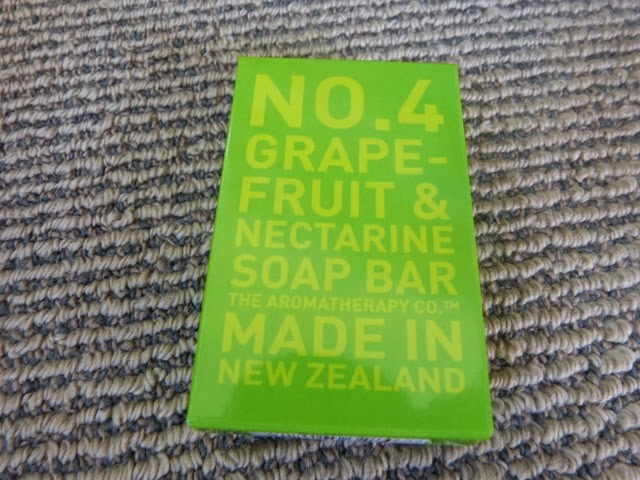 NO.4
GRAPE-
FRUIT &
NECTARINE
SOAP BAR
THE AROMATHERAPY CO.™
MADE IN
NEW ZEALAND